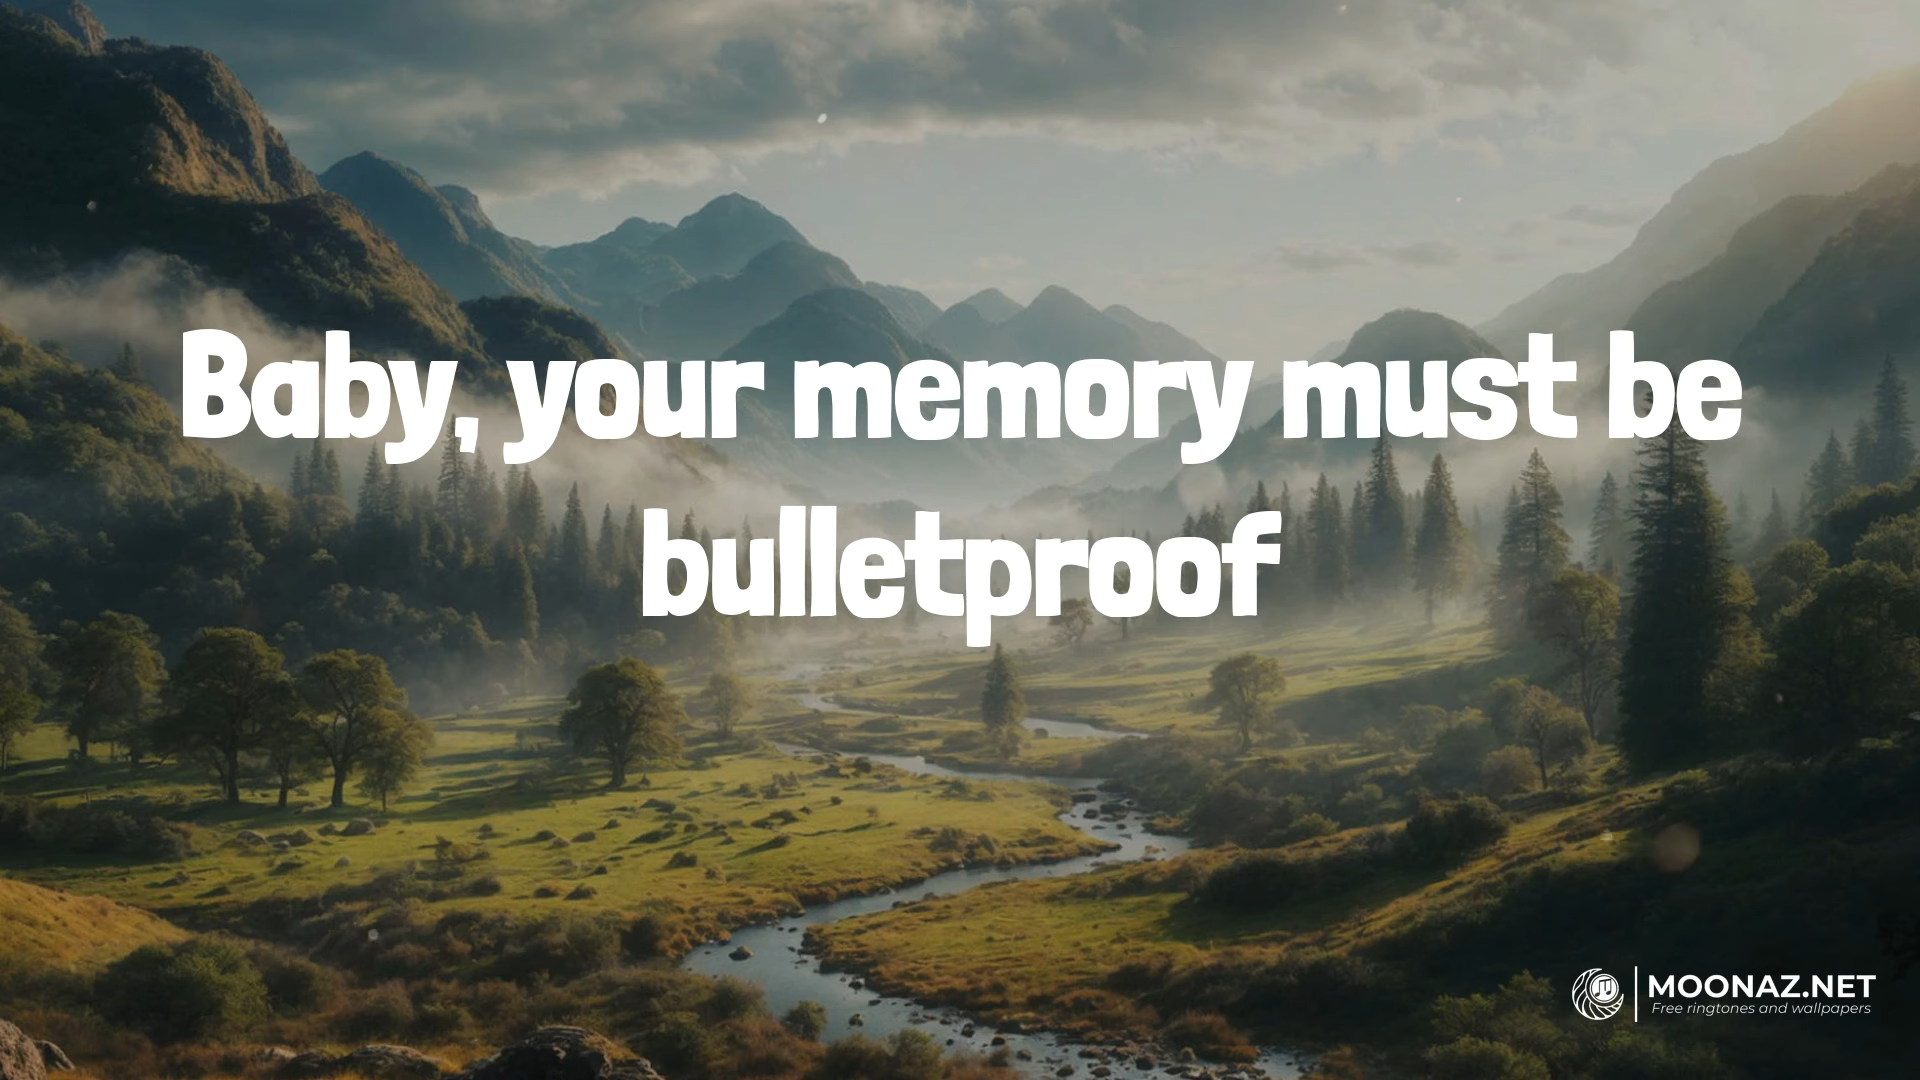 Baby, your memory must be
bulletproof
MOONAZ.NET
Free ringtones and wallpapers